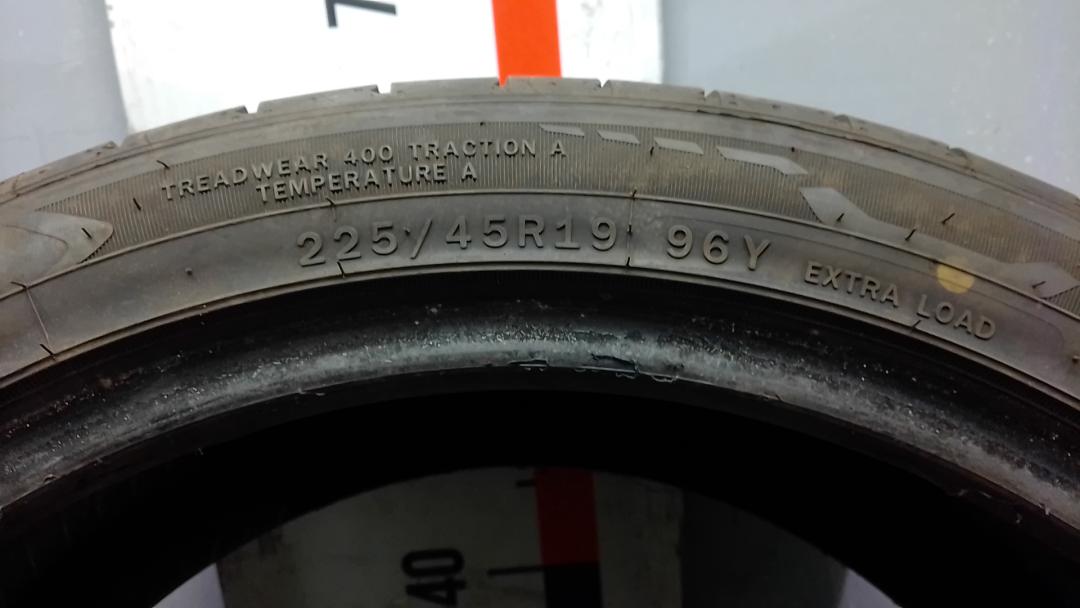 TREADWEAR 400 TRACTION A
TEMPERATURE A
225/45R19 96Y EXTRA LOAD
40